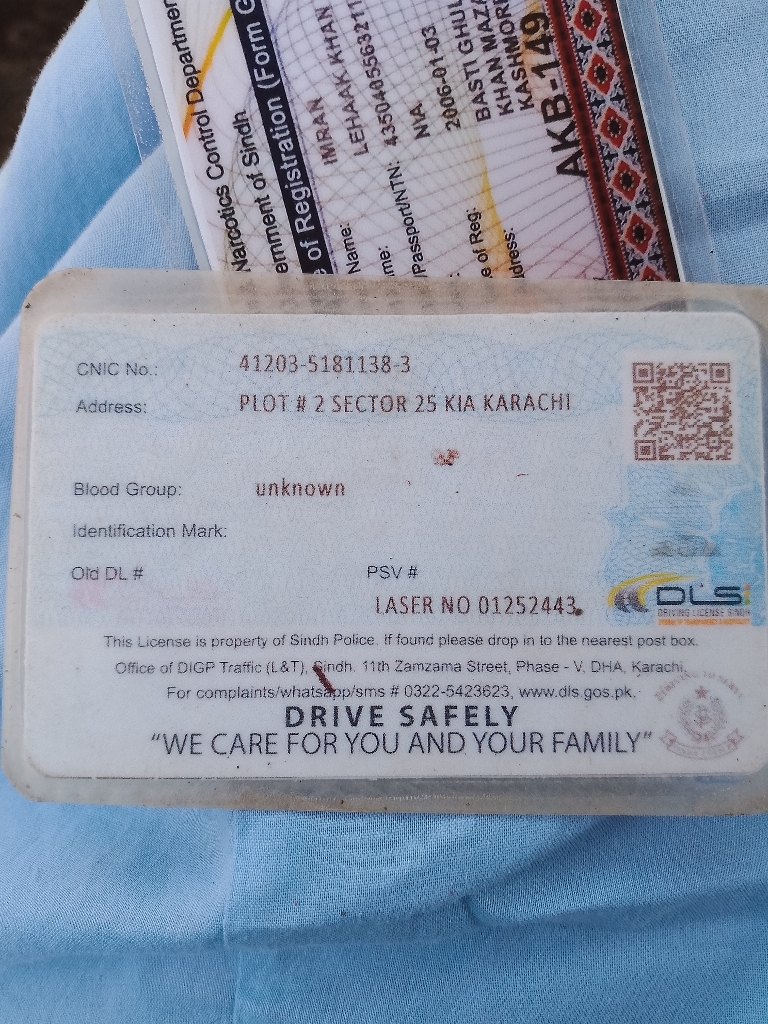 Narcotics Control Departmen
ernment of Sindh
e of Registration (Form G
Name: IMRAN
me: LEHAAK KHAN
/Passport/NTN: 4350405563211
N/A
e of Reg: 2006-01-03
dress: BASTI GHUL
KHAN MAZA
KASHMORE
AKB-149
CNIC No.: 41203-5181138-3
Address: PLOT # 2 SECTOR 25 KIA KARACHI
Blood Group: unknown
Identification Mark:
Old DL # PSV #
LASER NO 01252443
DLS
DRIVING LICENSE SINDH
This License is property of Sindh Police. If found please drop in to the nearest post box.
Office of DIGP Traffic (L&T), Sindh. 11th Zamzama Street, Phase - V, DHA, Karachi.
For complaints/whatsapp/sms # 0322-5423623, www.dls.gos.pk.
DRIVE SAFELY
"WE CARE FOR YOU AND YOUR FAMILY"